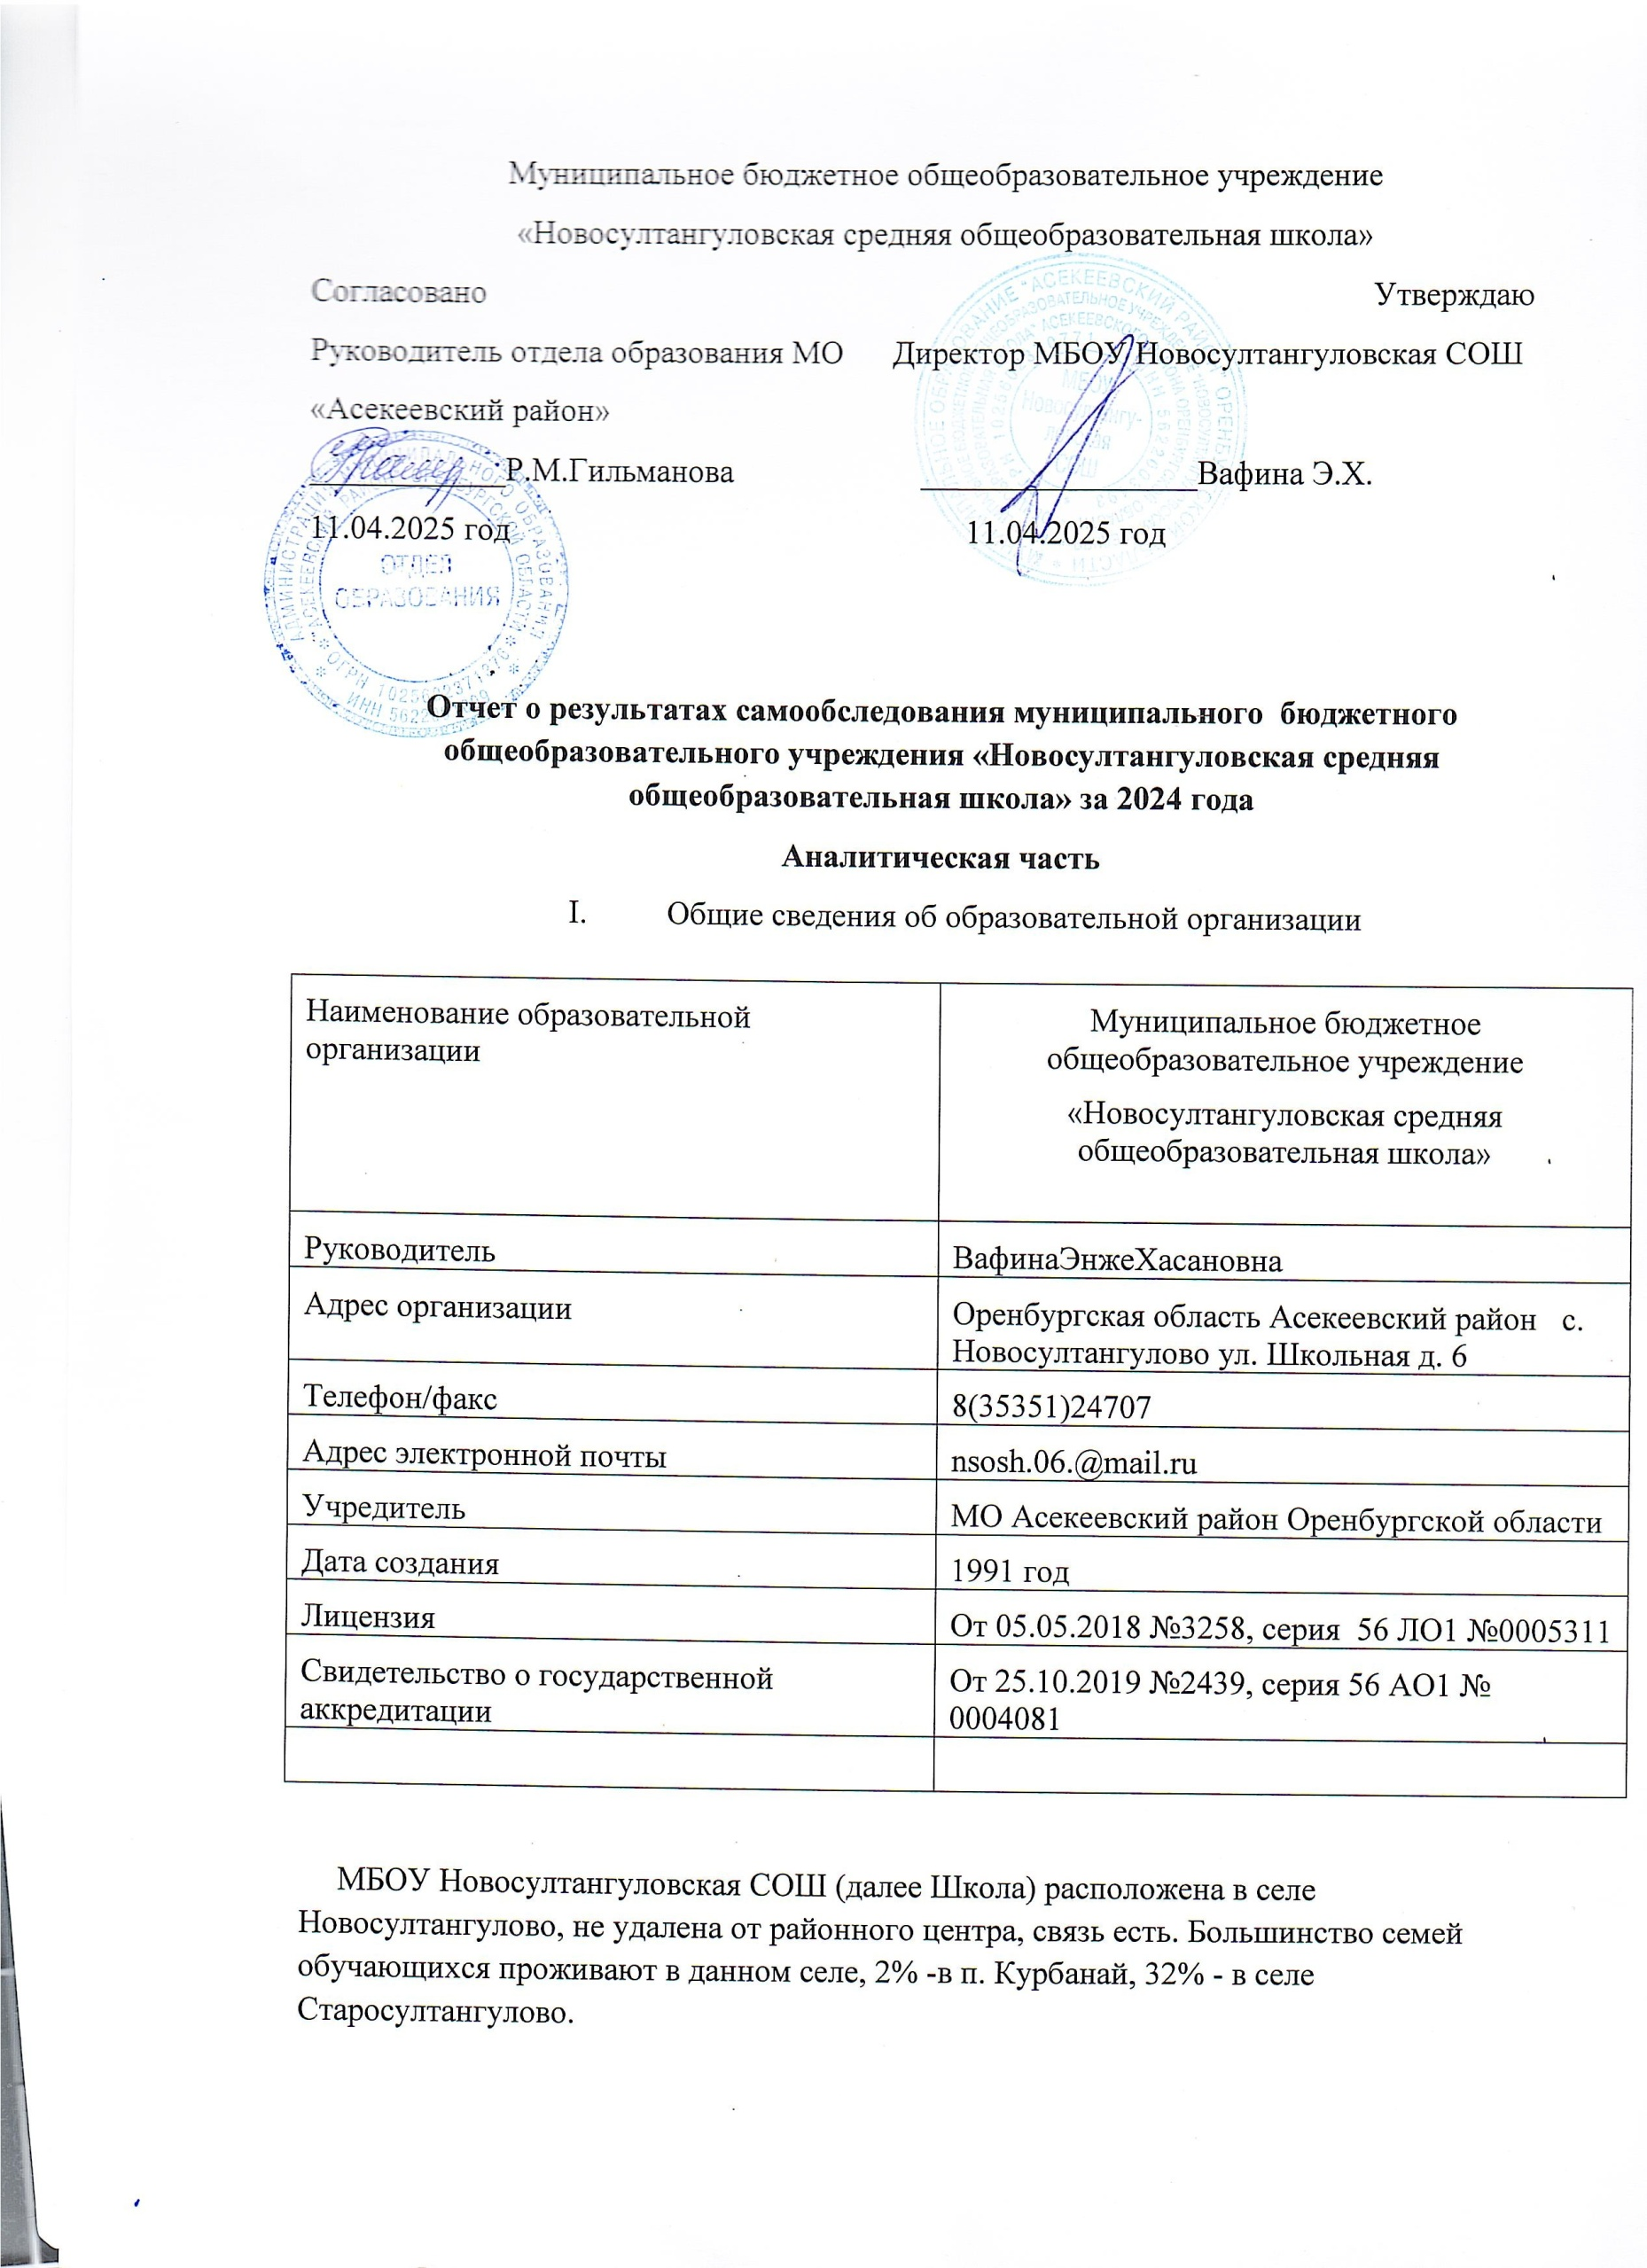 Муниципальное бюджетное общеобразовательное учреждение
«Новосултангуловская средняя общеобразовательная школа»
Согласовано Утверждаю
Руководитель отдела образования МО Директор МБОУ Новосултангуловская СОШ
«Асекеевский район»
Р.М.Гильманова Вафина Э.Х.
11.04.2025 год 11.04.2025 год
ОТДЕЛ
ОБРАЗОВАНИЯ
Отчет о результатах самообследования муниципального бюджетного
общеобразовательного учреждения «Новосултангуловская средняя
общеобразовательная школа» за 2024 года
Аналитическая часть
I. Общие сведения об образовательной организации
Наименование образовательной
организации
Муниципальное бюджетное
общеобразовательное учреждение
«Новосултангуловская средняя
общеобразовательная школа»
Руководитель ВафинаЭнжеХасановна
Адрес организации Оренбургская область Асекеевский район с.
Новосултангулово ул. Школьная д. 6
Телефон/факс 8(35351)24707
Адрес электронной почты nsosh.06.@mail.ru
Учредитель МО Асекеевский район Оренбургской области
Дата создания 1991 год
Лицензия От 05.05.2018 №3258, серия 56 ЛО1 №0005311
Свидетельство о государственной
аккредитации
От 25.10.2019 №2439, серия 56 АО1 №
0004081
МБОУ Новосултангуловская СОШ (далее Школа) расположена в селе
Новосултангулово, не удалена от районного центра, связь есть. Большинство семей
обучающихся проживают в данном селе, 2% -в п. Курбанай, 32% - в селе
Старосултангулово.